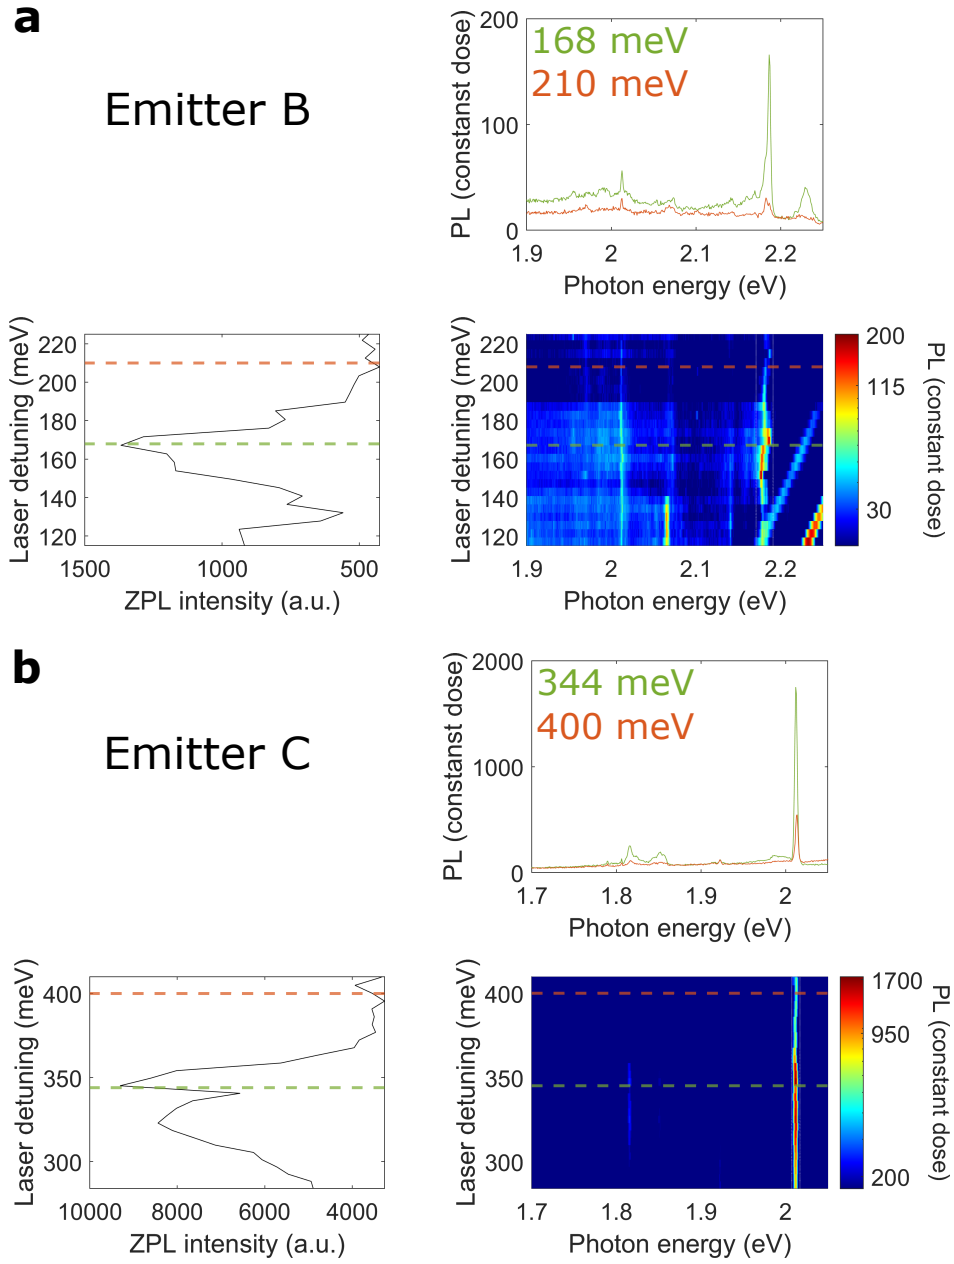 a
Emitter B
168 meV
210 meV
PL (constanst dose)
200
100
0
1.9
2
2.1
2.2
Photon energy (eV)
Laser detuning (meV)
220
200
180
160
140
120
1500
1000
500
ZPL intensity (a.u.)
Laser detuning (meV)
220
200
180
160
140
120
1.9
2
2.1
2.2
Photon energy (eV)
200
115
30
PL (constant dose)
b
Emitter C
344 meV
400 meV
PL (constanst dose)
2000
1000
0
1.7
1.8
1.9
2
Photon energy (eV)
Laser detuning (meV)
400
350
300
10000
8000
6000
4000
ZPL intensity (a.u.)
Laser detuning (meV)
400
350
300
1.7
1.8
1.9
2
Photon energy (eV)
1700
950
200
PL (constant dose)